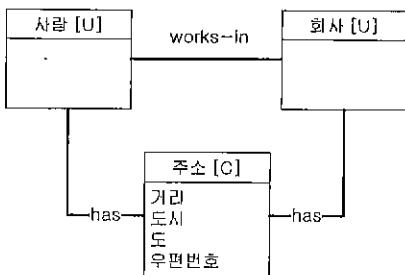 사람 [U]
works-in
회사 [U]
주소 [C]
거리
도시
도
우편번호
has
has